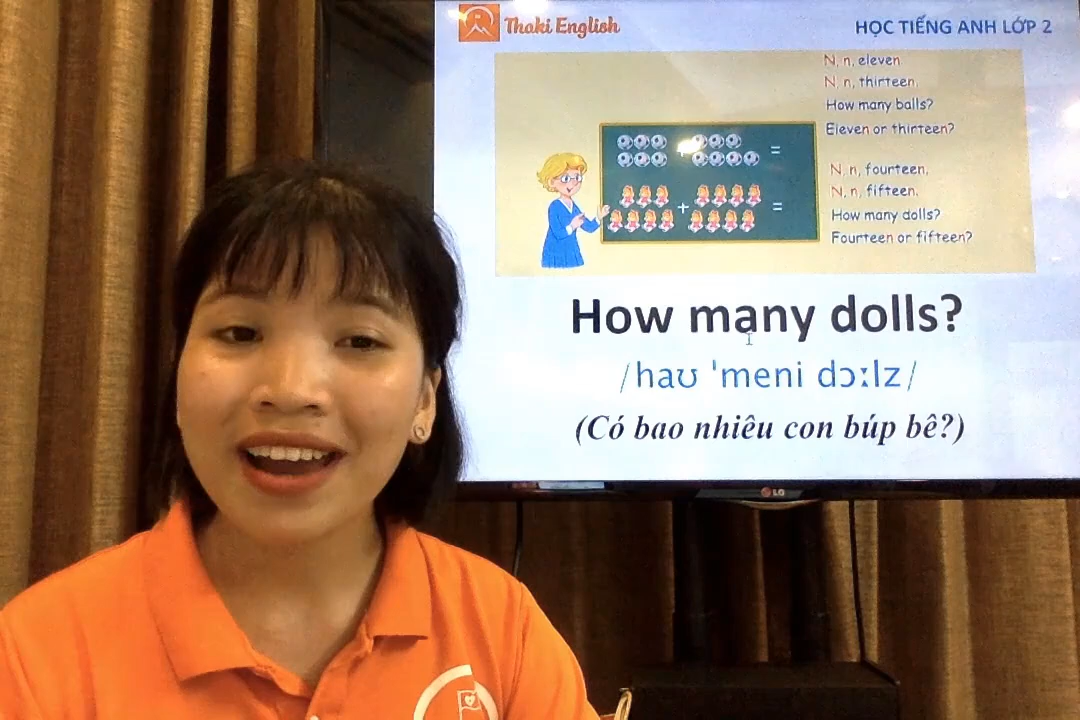 Thaki English
HỌC TIẾNG ANH LỚP 2
N, n, eleven
N, n, thirteen.
How many balls?
Eleven or thirteen?
N, n, fourteen,
N, n, fifteen.
How many dolls?
Fourteen or fifteen?
+ =
+ =
How many dolls?
/haʊ ˈmeni dɔːlz/
(Có bao nhiêu con búp bê?)
LG